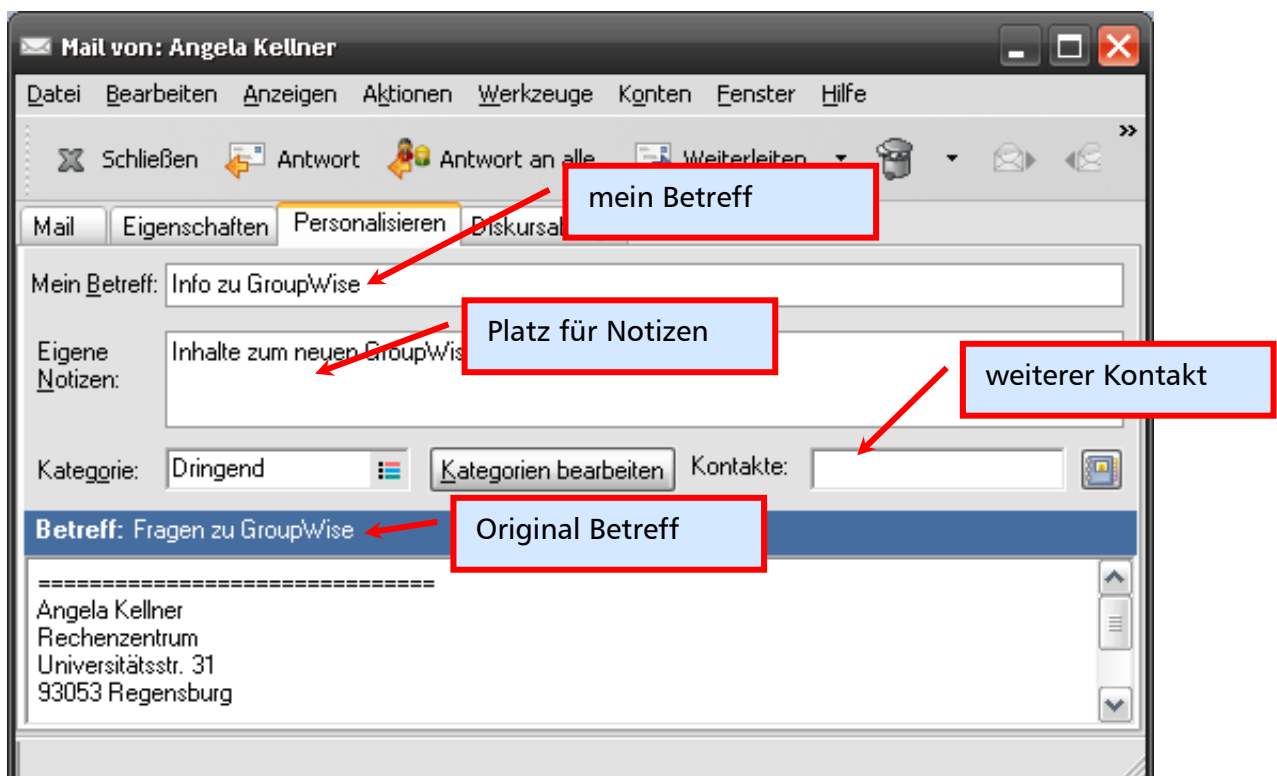 Mail von: Angela Kellner
Datei Bearbeiten Anzeigen Aktionen Werkzeuge Konten Fenster Hilfe
Schließen Antwort Antwort an alle Weiterleiten
mein Betreff
Mail Eigenschaften Personalisieren
Mein Betreff: Info zu GroupWise
Platz für Notizen
Eigene Notizen: Inhalte zum neuen
weiterer Kontakt
Kategorie: Dringend Kategorien bearbeiten Kontakte:
Betreff: Fragen zu GroupWise
Original Betreff
===============================
Angela Kellner
Rechenzentrum
Universitätsstr. 31
93053 Regensburg